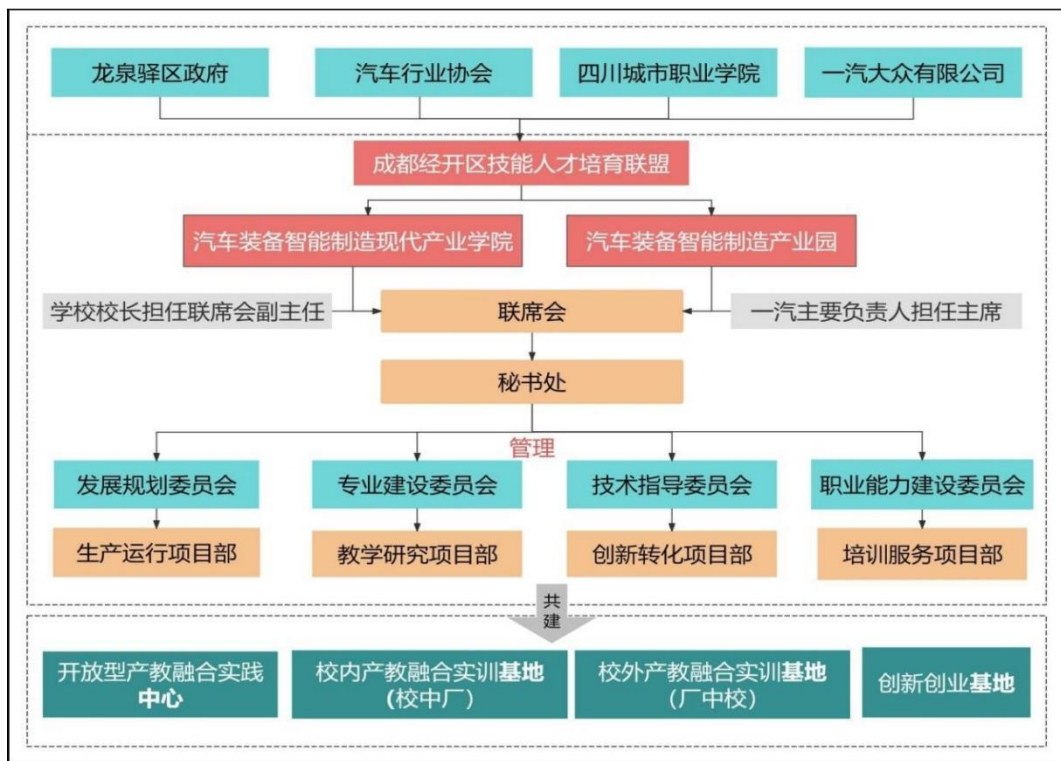 龙泉驿区政府
汽车行业协会
四川城市职业学院
一汽大众有限公司
成都经开区技能人才培育联盟
汽车装备智能制造现代产业学院
汽车装备智能制造产业园
学校校长担任联席会副主任
联席会
一汽主要负责人担任主席
秘书处
管理
发展规划委员会
专业建设委员会
技术指导委员会
职业能力建设委员会
生产运行项目部
教学研究项目部
创新转化项目部
培训服务项目部
共
建
开放型产教融合实践
中心
校内产教融合实训基地
(校中厂）
校外产教融合实训基地
（厂中校）
创新创业基地